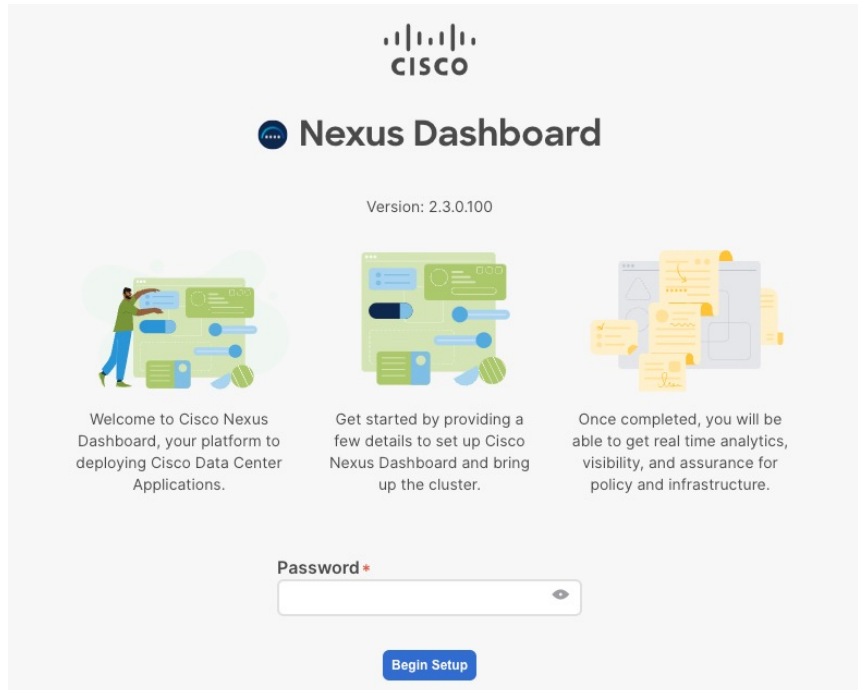 CISCO
Nexus Dashboard
Version: 2.3.0.100
Welcome to Cisco Nexus
Dashboard, your platform to
deploying Cisco Data Center
Applications.
Get started by providing a
few details to set up Cisco
Nexus Dashboard and bring
up the cluster.
Once completed, you will be
able to get real time analytics,
visibility, and assurance for
policy and infrastructure.
Password *
Begin Setup